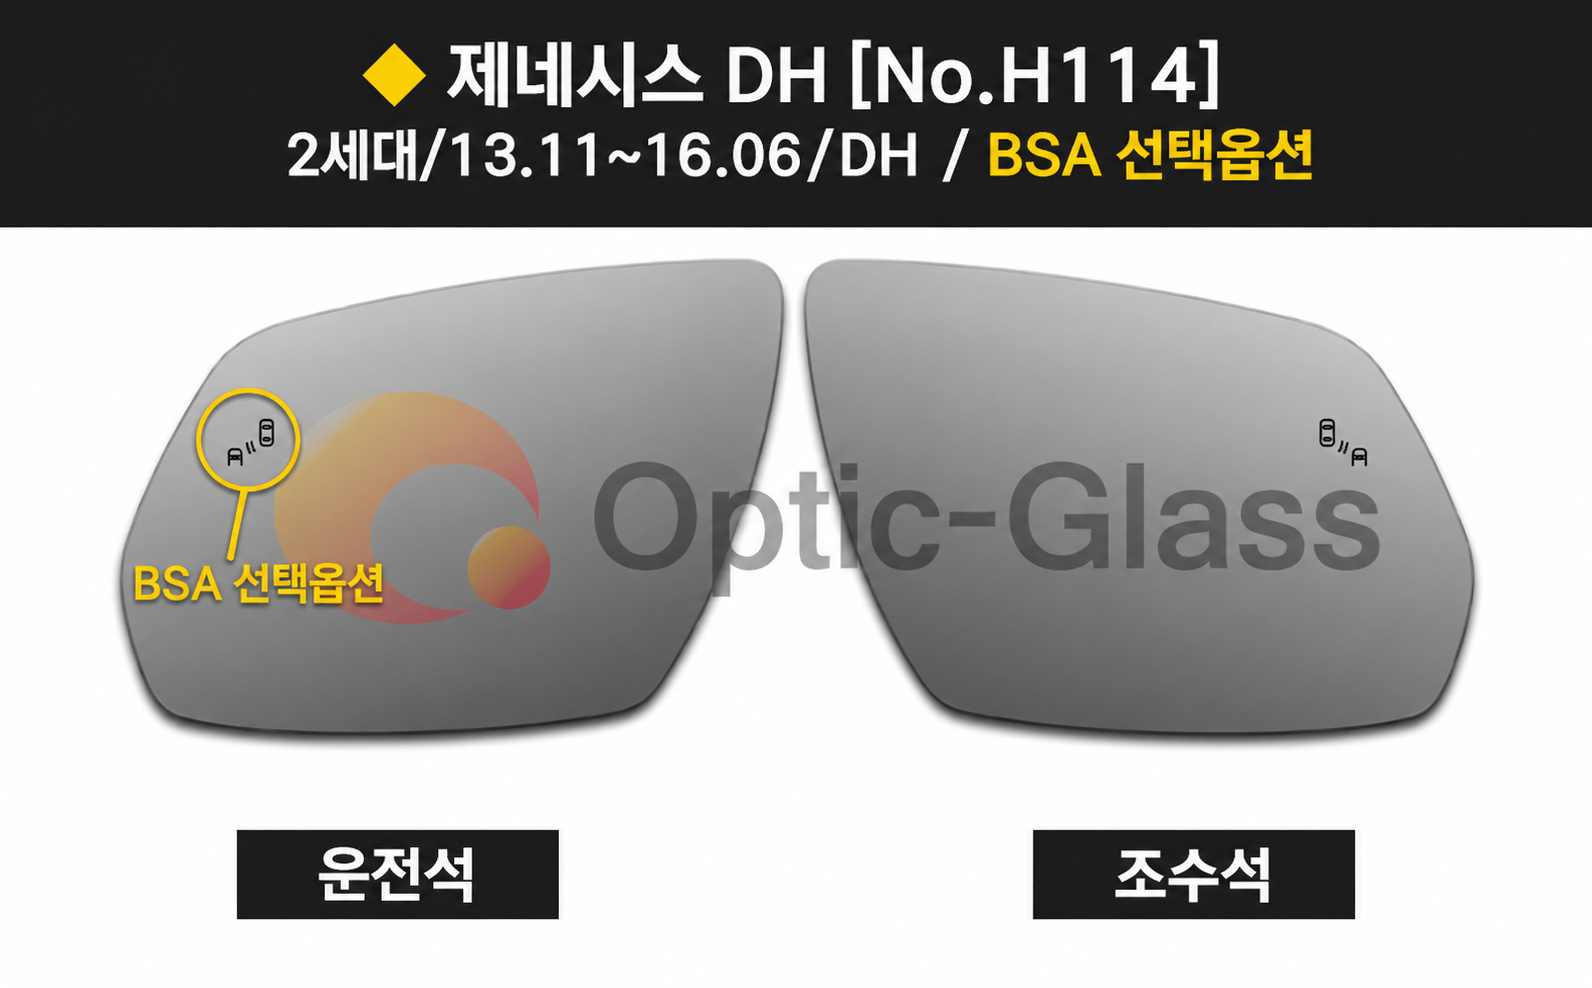 ◆ 제네시스 DH [No.H114]
2세대/13.11~16.06/DH / BSA 선택옵션
BSA 선택옵션
Optic-Glass
운전석
조수석